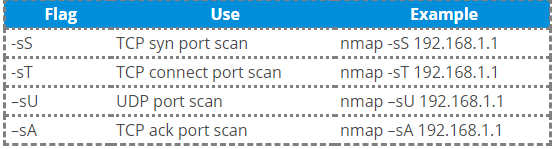 Flag Use Example
-sS TCP syn port scan nmap -sS 192.168.1.1
-sT TCP connect port scan nmap -sT 192.168.1.1
–sU UDP port scan nmap –sU 192.168.1.1
–sA TCP ack port scan nmap –sA 192.168.1.1